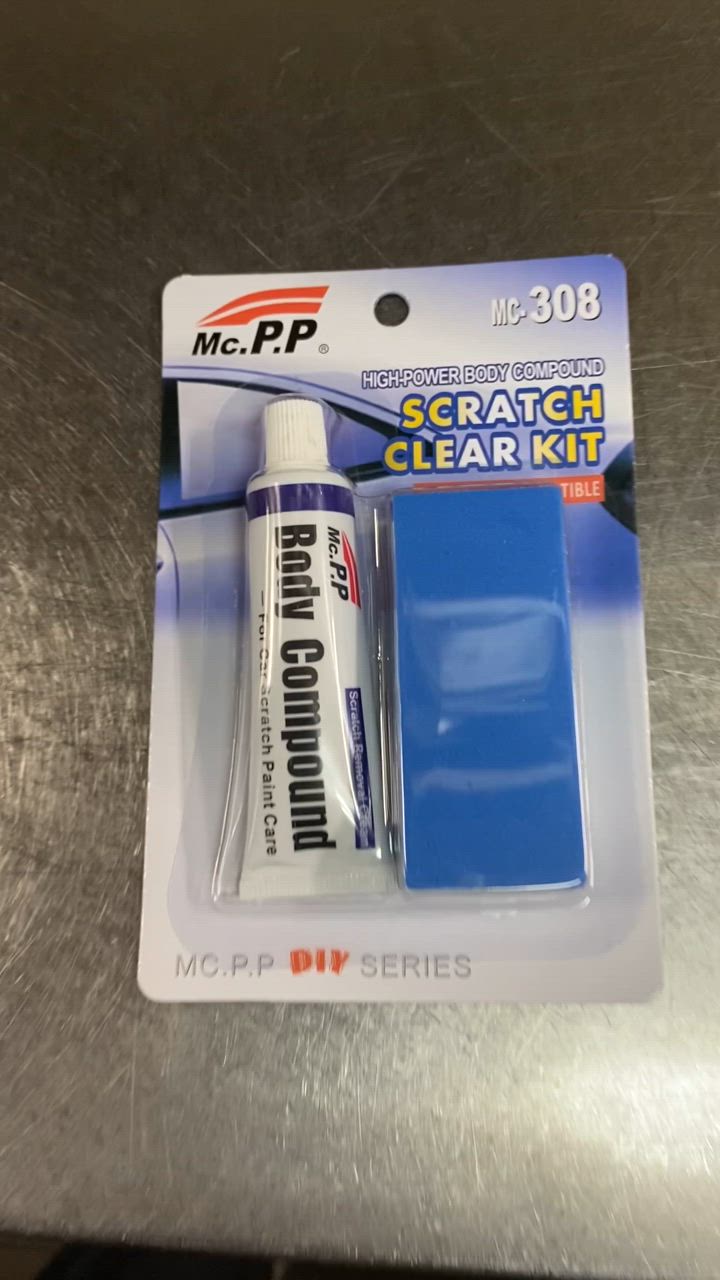 Mc.P.P®
MC-308
HIGH-POWER BODY COMPOUND
SCRATCH
CLEAR KIT
TIBLE
Mc.P.P
Body Compound
Scratch Removal
– For Car Scratch Paint Care
MC.P.P DIY SERIES